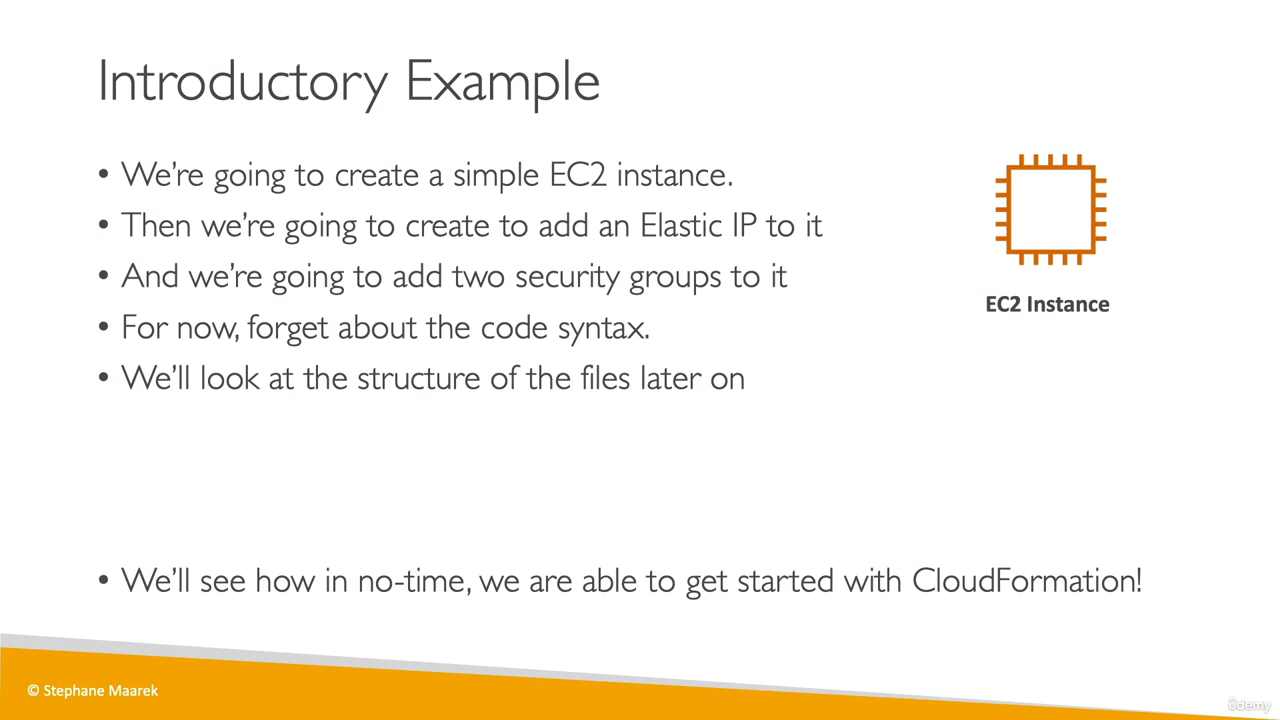 Introductory Example
• We're going to create a simple EC2 instance.
• Then we're going to create to add an Elastic IP to it
• And we're going to add two security groups to it
• For now, forget about the code syntax.
• We'll look at the structure of the files later on
EC2 Instance
• We'll see how in no-time, we are able to get started with CloudFormation!
© Stephane Maarek
ûdemy